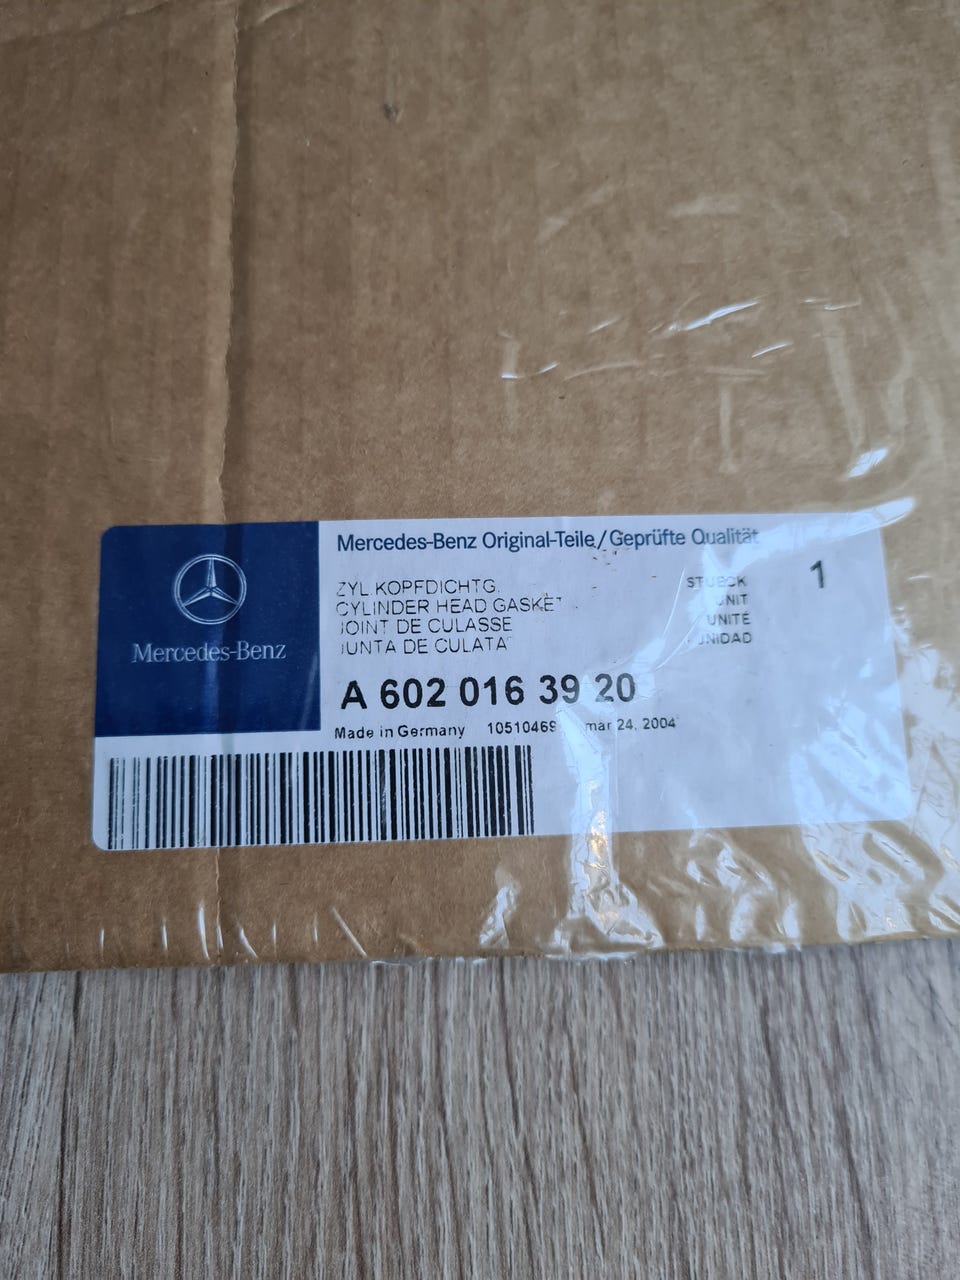 Mercedes-Benz
Mercedes-Benz Original-Teile/Geprüfte Qualität
ZYL.KOPFDICHTG.
CYLINDER HEAD GASKET
JOINT DE CULASSE
JUNTA DE CULATA
STUECK 1
UNIT
UNITÉ
UNIDAD
A 602 016 39 20
Made in Germany 10510469 mar 24, 2004